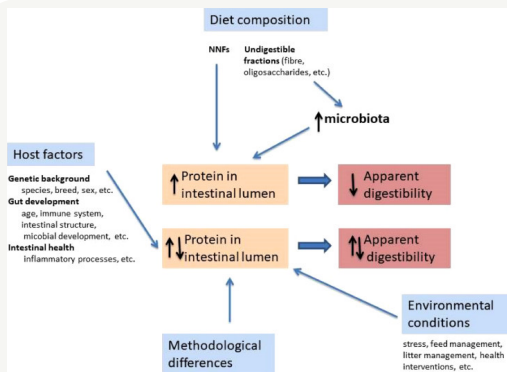 Diet composition
NNFs
Undigestible
fractions (fibre,
oligosaccharides, etc.)
↑microbiota
Host factors
Genetic background
species, breed, sex, etc.
Gut development
age, immune system,
intestinal structure,
micobial development, etc.
Intestinal health
inflammatory processes, etc.
↑ Protein in
intestinal lumen
↓ Apparent
digestibility
↑↓ Protein in
intestinal lumen
↑↓ Apparent
digestibility
Methodological
differences
Environmental
conditions
stress, feed management,
litter management, health
interventions, etc.